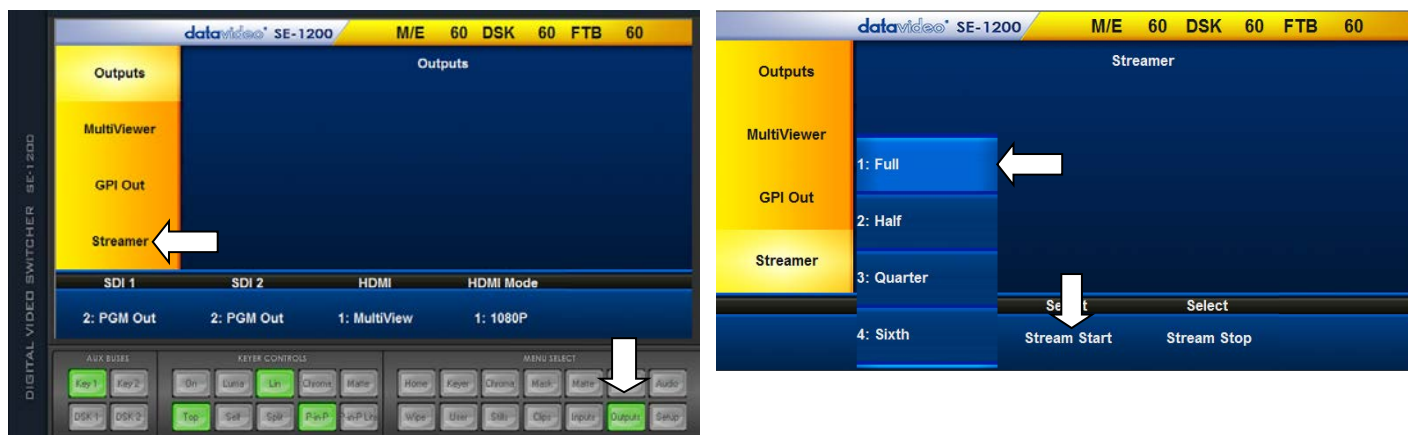 datavideo SE-1200 M/E 60 DSK 60 FTB 60
Outputs
Outputs
MultiViewer
GPI Out
Streamer
SDI 1 SDI 2 HDMI HDMI Mode
2: PGM Out 2: PGM Out 1: MultiView 1: 1080P
DIGITAL VIDEO SWITCHER SE-1200
AUX BUSES KEYER CONTROLS MENU SELECT
Key 1 Key 2 On Luma Lin Chroma Matte Home Keyer Chroma Mask Matte Audio
DSK 1 DSK 2 Top Self Split P-in-P P-in-P Lite Wipe User Stills Clips Inputs Outputs Setup
datavideo SE-1200 M/E 60 DSK 60 FTB 60
Streamer
Outputs
MultiViewer
GPI Out
Streamer
1: Full
2: Half
3: Quarter
4: Sixth
Select
Stream Start Stream Stop